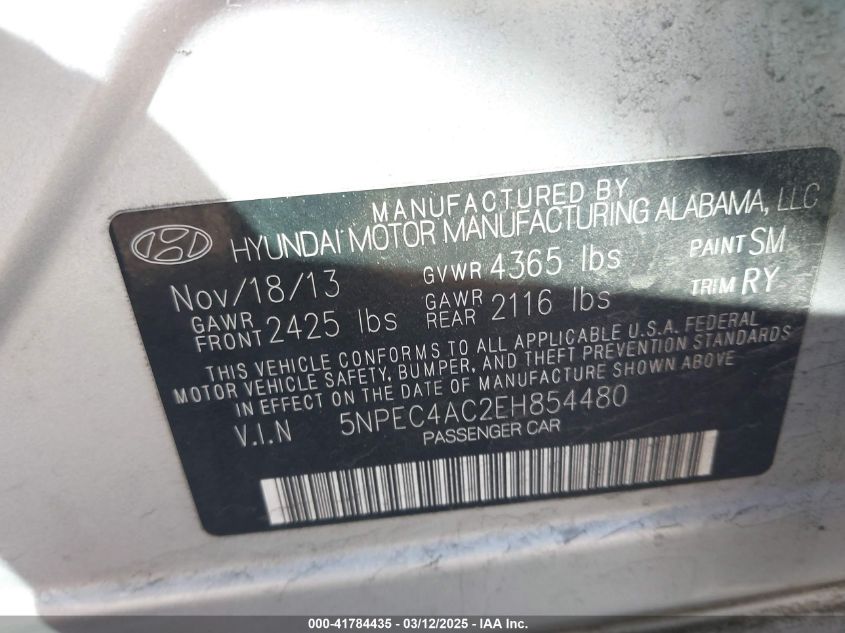 MANUFACTURED BY
HYUNDAI MOTOR MANUFACTURING ALABAMA, LLC
Nov/18/13 GVWR 4365 lbs PAINT SM
GAWR FRONT 2425 lbs GAWR REAR 2116 lbs TRIM RY
THIS VEHICLE CONFORMS TO ALL APPLICABLE U.S.A. FEDERAL
MOTOR VEHICLE SAFETY, BUMPER, AND THEFT PREVENTION STANDARDS
IN EFFECT ON THE DATE OF MANUFACTURE SHOWN ABOVE
V.I.N 5NPEC4AC2EH854480
PASSENGER CAR
000-41784435 - 03/12/2025 - IAA Inc.